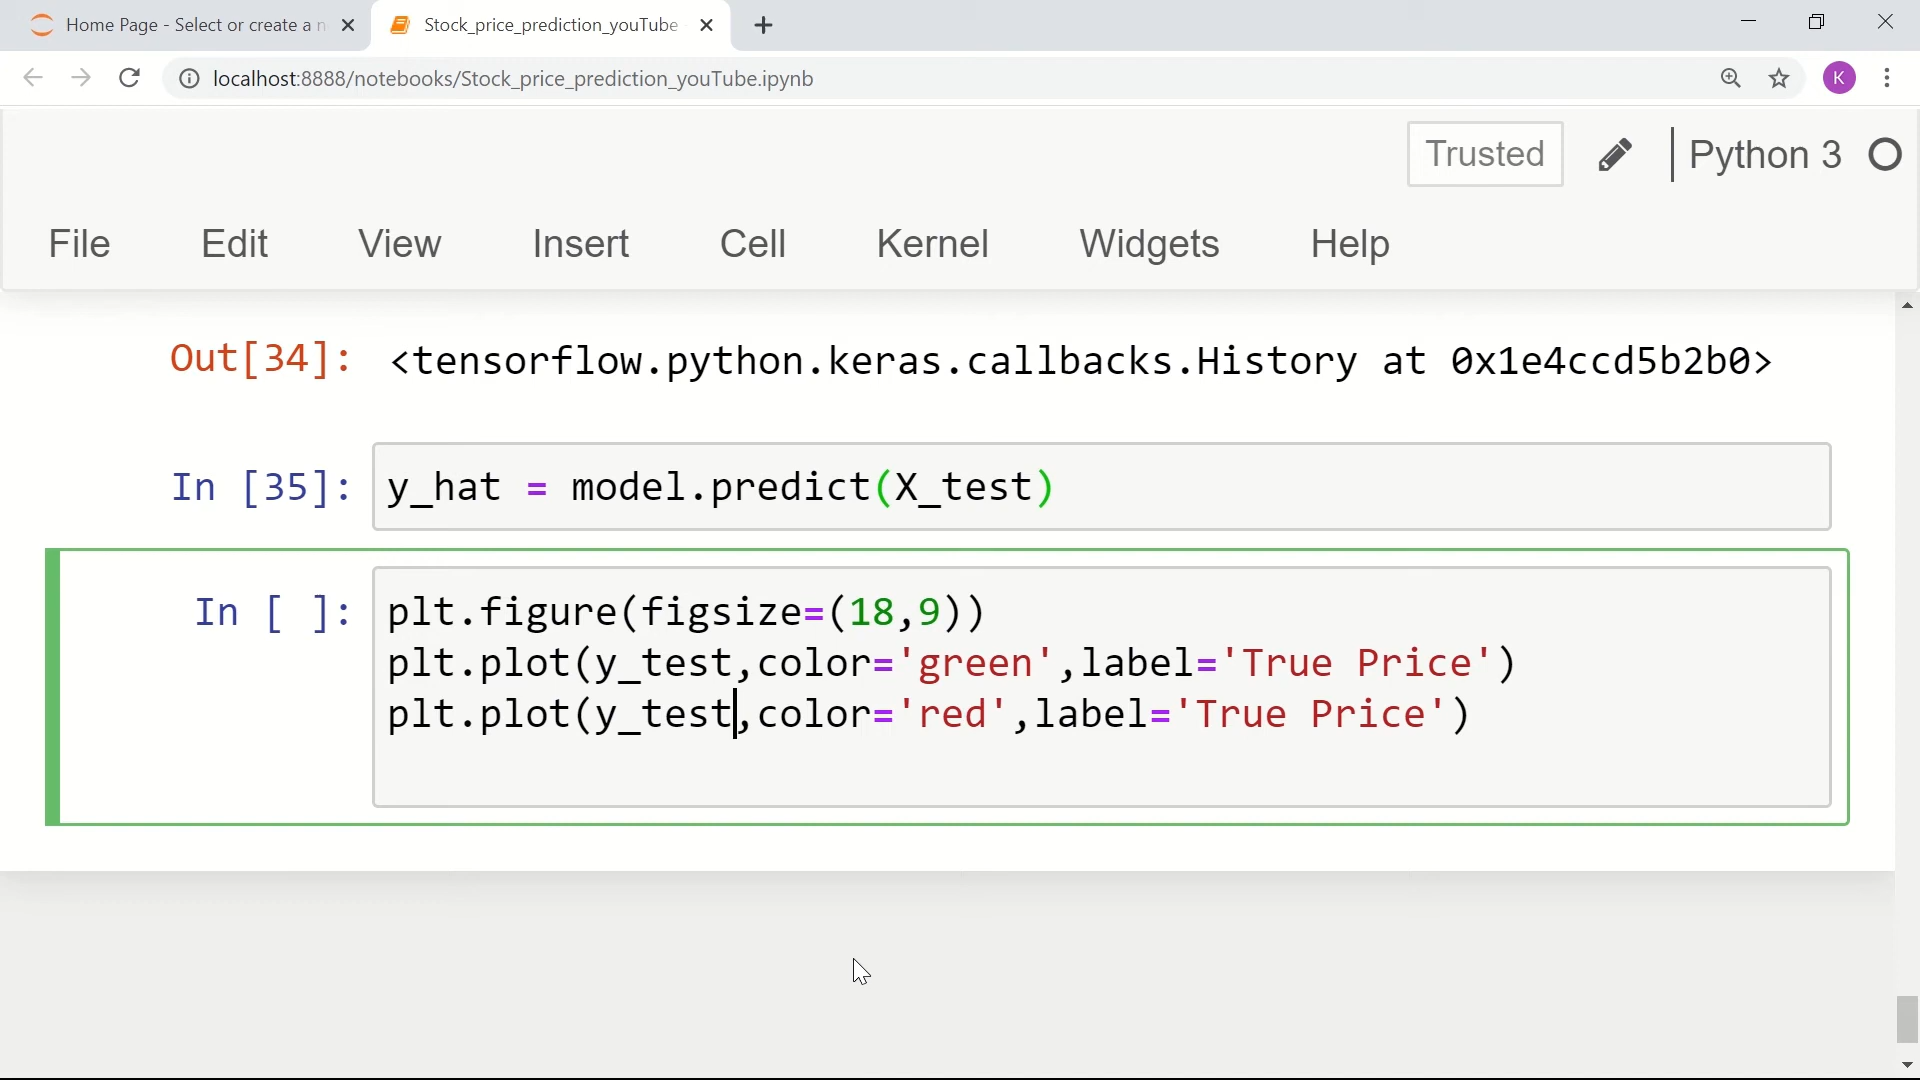 Home Page - Select or create a n
Stock_price_prediction_youTube
localhost:8888/notebooks/Stock_price_prediction_youTube.ipynb
K
Trusted
Python 3
File Edit View Insert Cell Kernel Widgets Help
Out[34]: <tensorflow.python.keras.callbacks.History at 0x1e4ccd5b2b0>
In [35]: y_hat = model.predict(X_test)
In [ ]: plt.figure(figsize=(18,9))
plt.plot(y_test,color='green',label='True Price')
plt.plot(y_test,color='red',label='True Price')